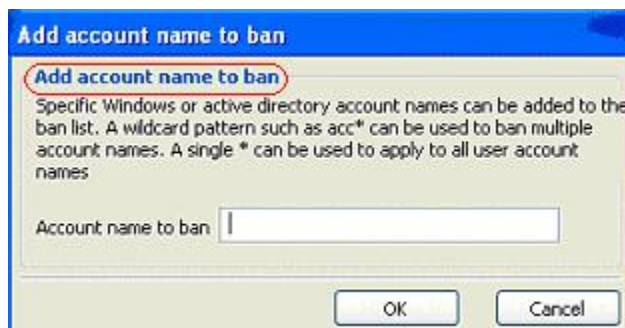 Add account name to ban
Add account name to ban
Specific Windows or active directory account names can be added to the
ban list. A wildcard pattern such as acc* can be used to ban multiple
account names. A single * can be used to apply to all user account
names
Account name to ban
OK
Cancel